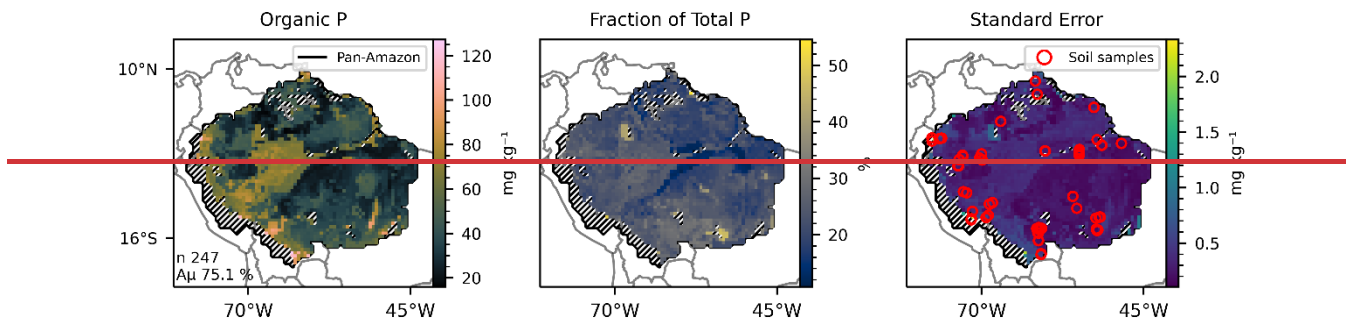 Organic P
Fraction of Total P
Standard Error
10°N
16°S
Pan-Amazon
Soil samples
n 247
Aμ 75.1 %
120
100
80
60
40
20
mg kg⁻¹
50
40
30
20
%
2.0
1.5
1.0
0.5
mg kg⁻¹
70°W
45°W
70°W
45°W
70°W
45°W